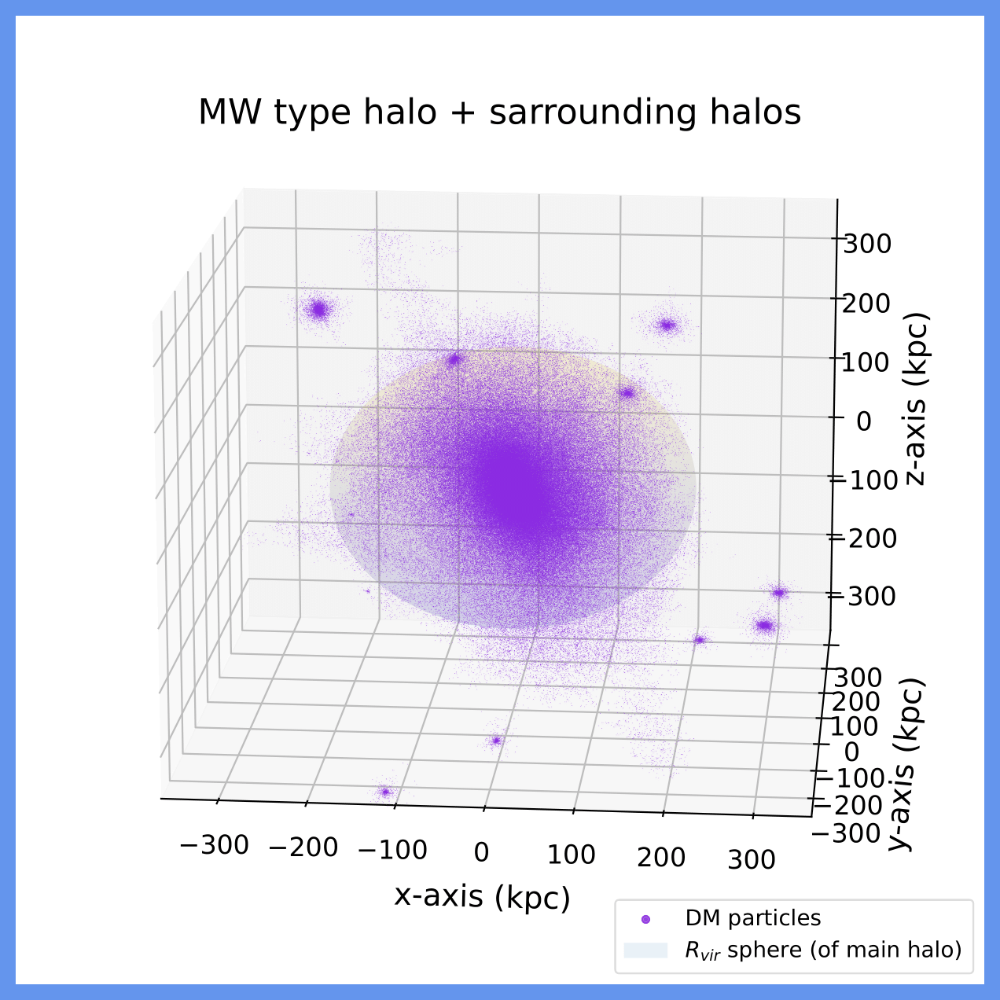 MW type halo + sarrounding halos
300
200
100
0
−100
−200
−300
z-axis (kpc)
300
200
100
0
−100
−200
−300
y-axis (kpc)
−300 −200 −100 0 100 200 300
x-axis (kpc)
DM particles
Rvir sphere (of main halo)